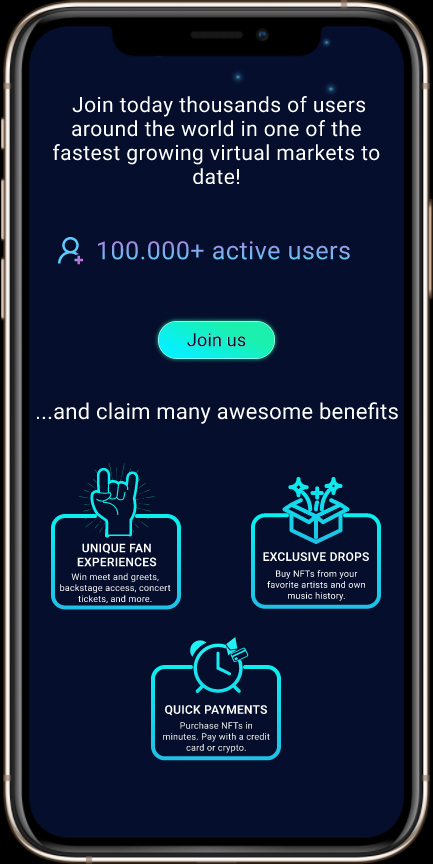 Join today thousands of users
around the world in one of the
fastest growing virtual markets to
date!
100.000+ active users
Join us
...and claim many awesome benefits
UNIQUE FAN
EXPERIENCES
Win meet and greets,
backstage access, concert
tickets, and more.
EXCLUSIVE DROPS
Buy NFTs from your
favorite artists and own
music history.
QUICK PAYMENTS
Purchase NFTs in
minutes. Pay with a credit
card or crypto.